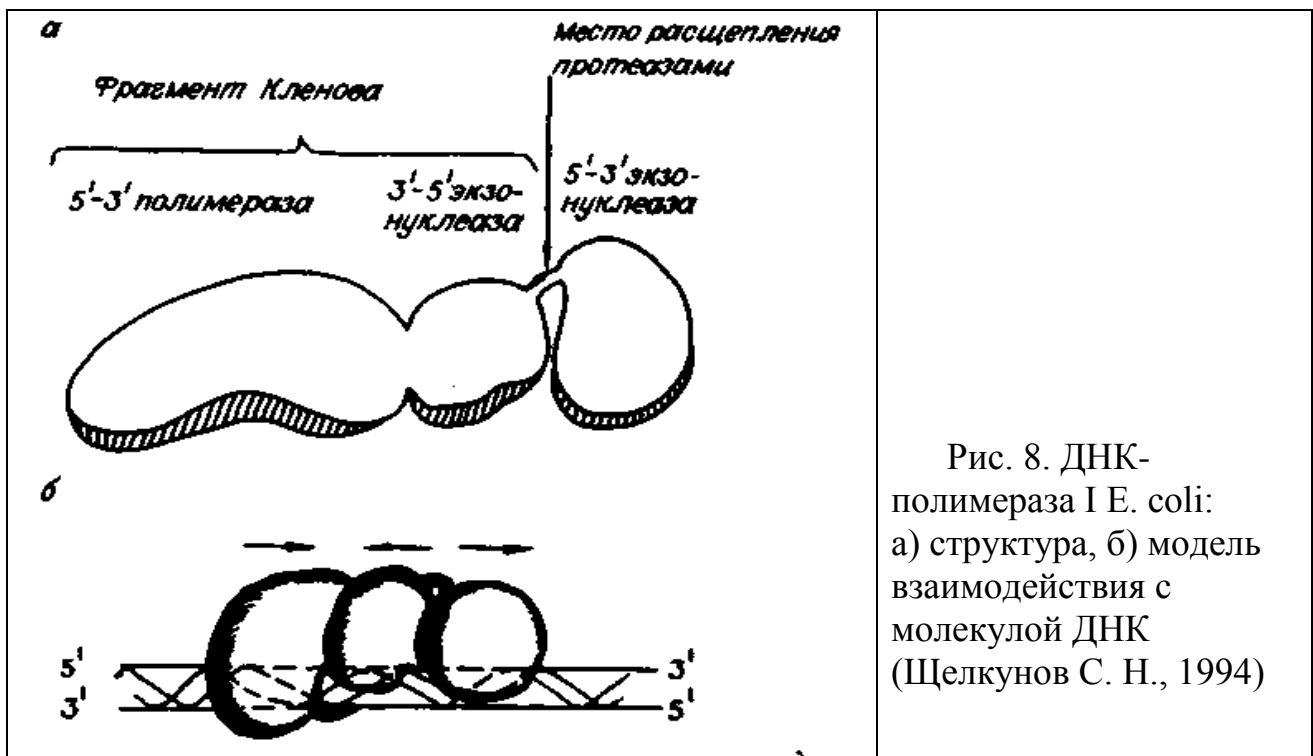 а
Место расщепления
протеазами
Фрагмент Кленова
5'-3' полимераза
3'-5' экзо-
нуклеаза
5'-3' экзо-
нуклеаза
б
5'
3'
3'
5'
Рис. 8. ДНК-
полимераза I E. coli:
а) структура, б) модель
взаимодействия с
молекулой ДНК
(Щелкунов С. Н., 1994)